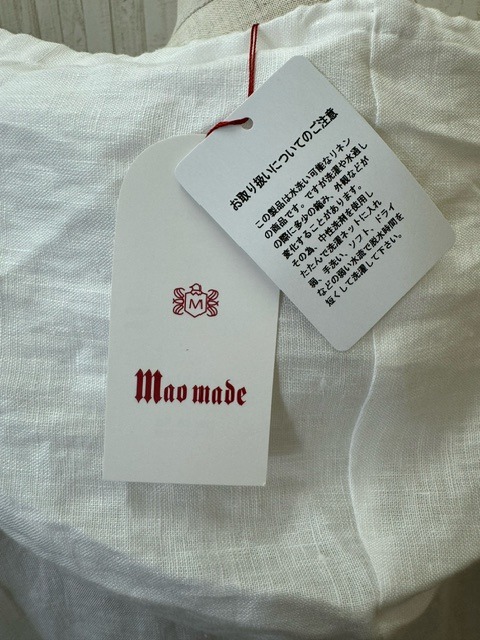 M
Mao made
お取り扱いについてのご注意
この製品は水洗い可能なリネン
の商品です。ですが洗濯や水通し
の際に多少の縮み、外観などが
変化することがあります。
その為、中性洗剤を使用し
たたんで洗濯ネットに入れ
弱、手洗い、ソフト、ドライ
などの弱い水流で脱水時間を
短くして洗濯して下さい。